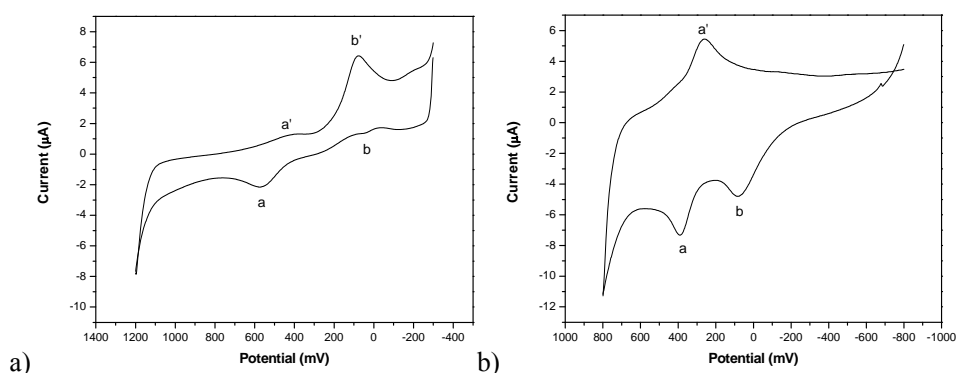 8
6
4
2
0
-2
-4
-6
-8
-10
1400 1200 1000 800 600 400 200 0 -200 -400
Current (µA)
Potential (mV)
b'
a'
b
a
a)
6
4
2
0
-2
-4
-6
-8
-10
-12
1000 800 600 400 200 0 -200 -400 -600 -800 -1000
Current (µA)
Potential (mV)
a'
a
b
b)